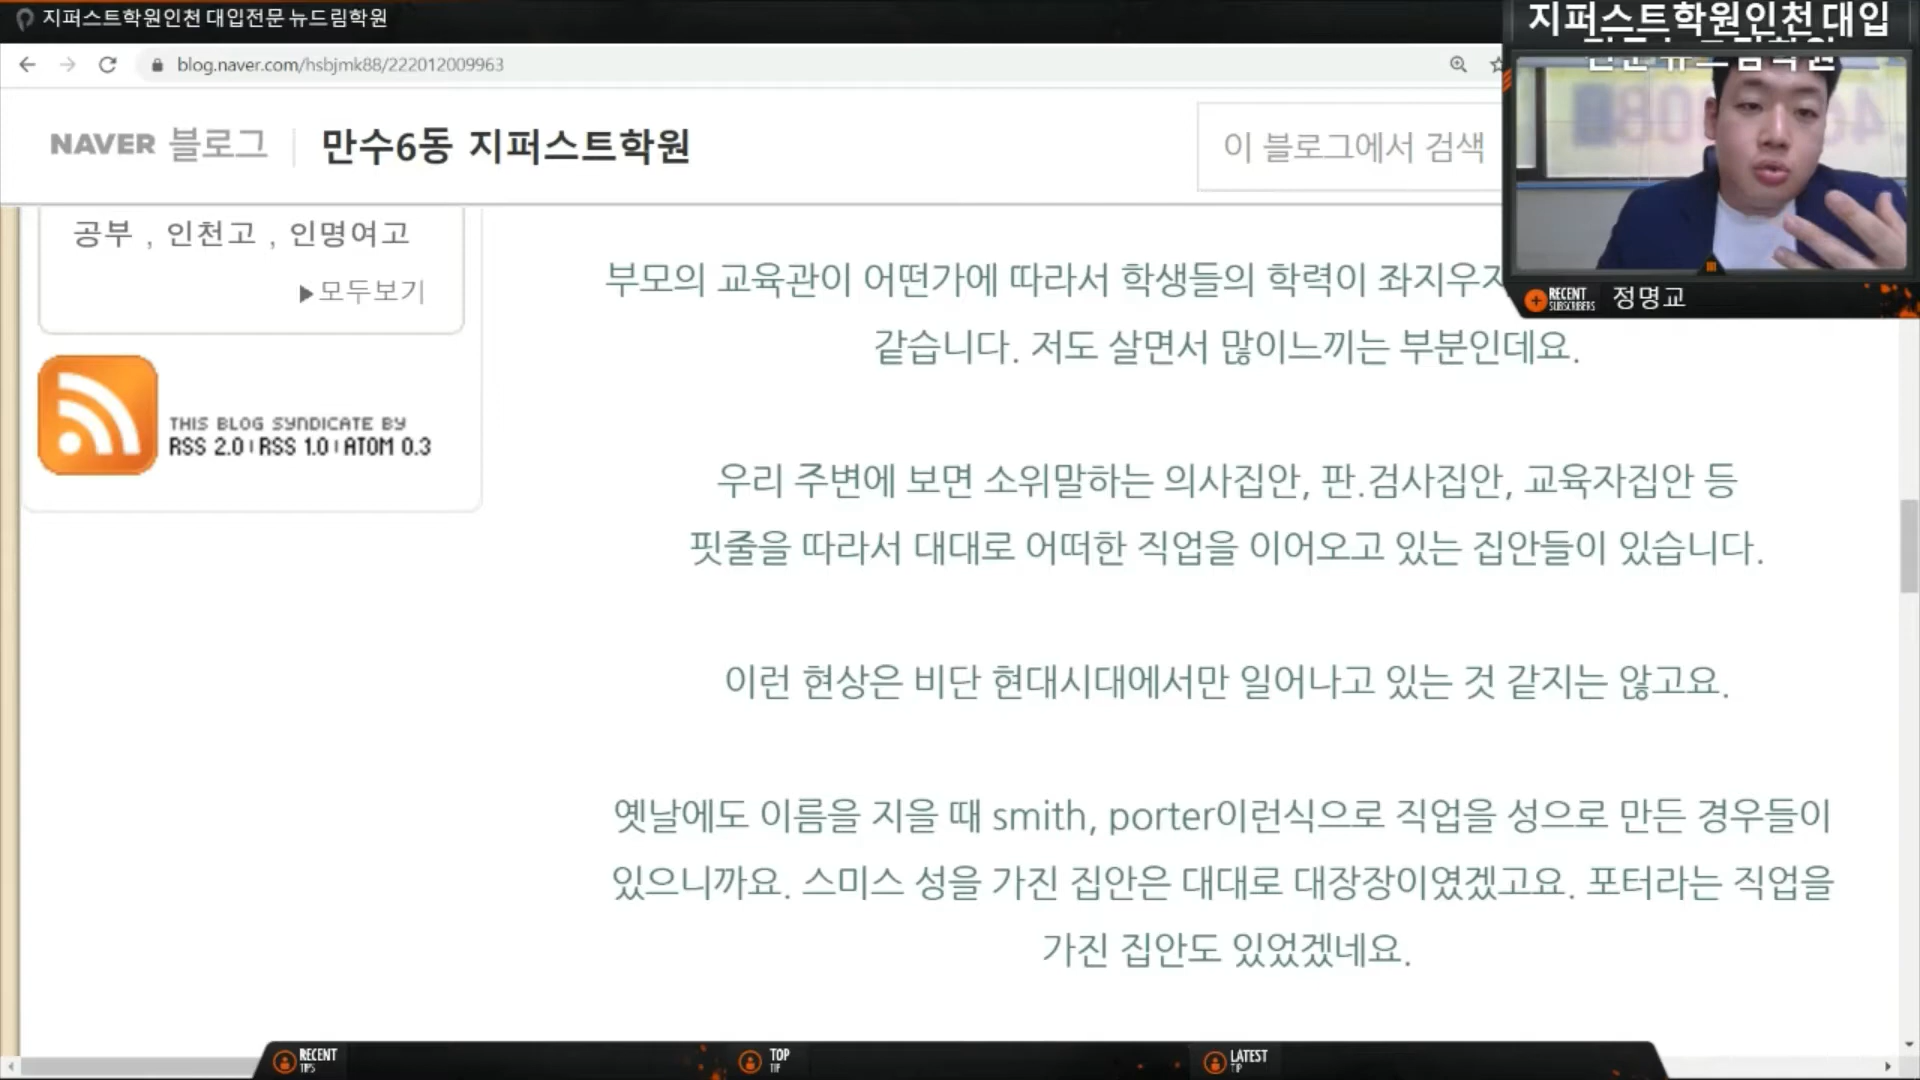 지퍼스트학원인천 대입전문 뉴드림학원
지퍼스트학원인천 대입
blog.naver.com/hsbjmk88/222012009963
NAVER 블로그
만수6동 지퍼스트학원
이 블로그에서 검색
RECENT
SUBSCRIBERS
정명교
공부 , 인천고 , 인명여고
▶모두보기
THIS BLOG SYNDICATE BY
RSS 2.0 | RSS 1.0 | ATOM 0.3
부모의 교육관이 어떤가에 따라서 학생들의 학력이 좌지우지
같습니다. 저도 살면서 많이느끼는 부분인데요.
우리 주변에 보면 소위말하는 의사집안, 판.검사집안, 교육자집안 등
핏줄을 따라서 대대로 어떠한 직업을 이어오고 있는 집안들이 있습니다.
이런 현상은 비단 현대시대에서만 일어나고 있는 것 같지는 않고요.
옛날에도 이름을 지을 때 smith, porter이런식으로 직업을 성으로 만든 경우들이
있으니까요. 스미스 성을 가진 집안은 대대로 대장장이였겠고요. 포터라는 직업을
가진 집안도 있었겠네요.
RECENT
TIPS
TOP
TIP
LATEST
TIP